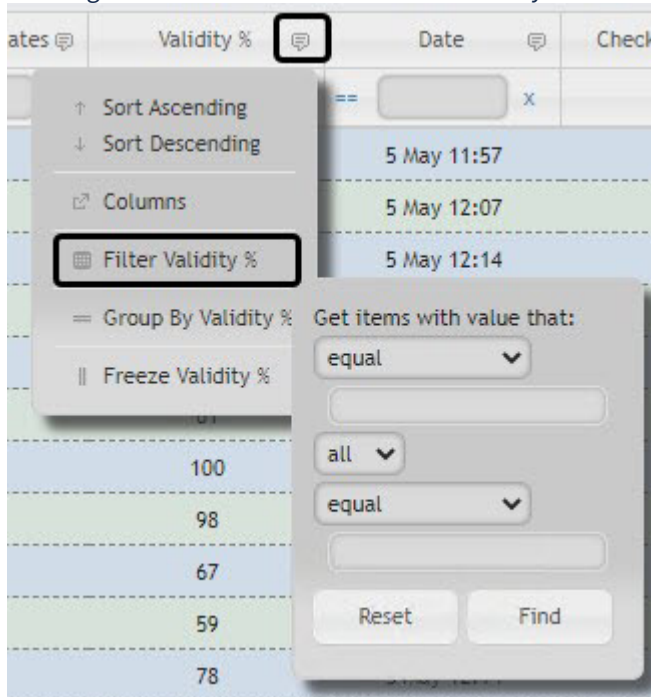 ates Validity % Date Check
Sort Ascending == x
Sort Descending 5 May 11:57
Columns 5 May 12:07
Filter Validity % 5 May 12:14
Group By Validity % Get items with value that:
equal
Freeze Validity %
100 all
98 equal
67
59 Reset Find
78